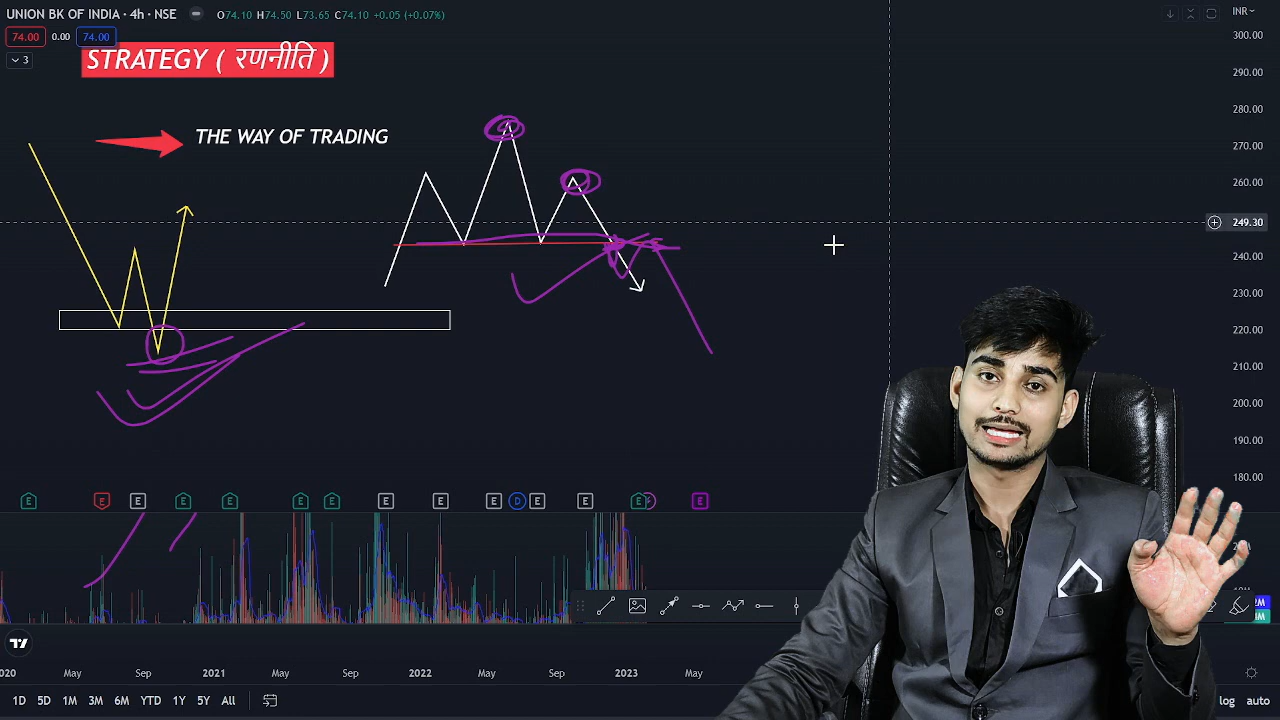 UNION BK OF INDIA · 4h · NSE
O74.10 H74.50 L73.65 C74.10 +0.05 (+0.07%)
INR
74.00 0.00 74.00
3
STRATEGY ( रणनीति )
THE WAY OF TRADING
300.00
290.00
280.00
270.00
260.00
249.30
240.00
230.00
220.00
210.00
200.00
190.00
180.00
E E E E E E E E E E D E E E E
2020 May Sep 2021 May Sep 2022 May Sep 2023 May
1D 5D 1M 3M 6M YTD 1Y 5Y All
log auto